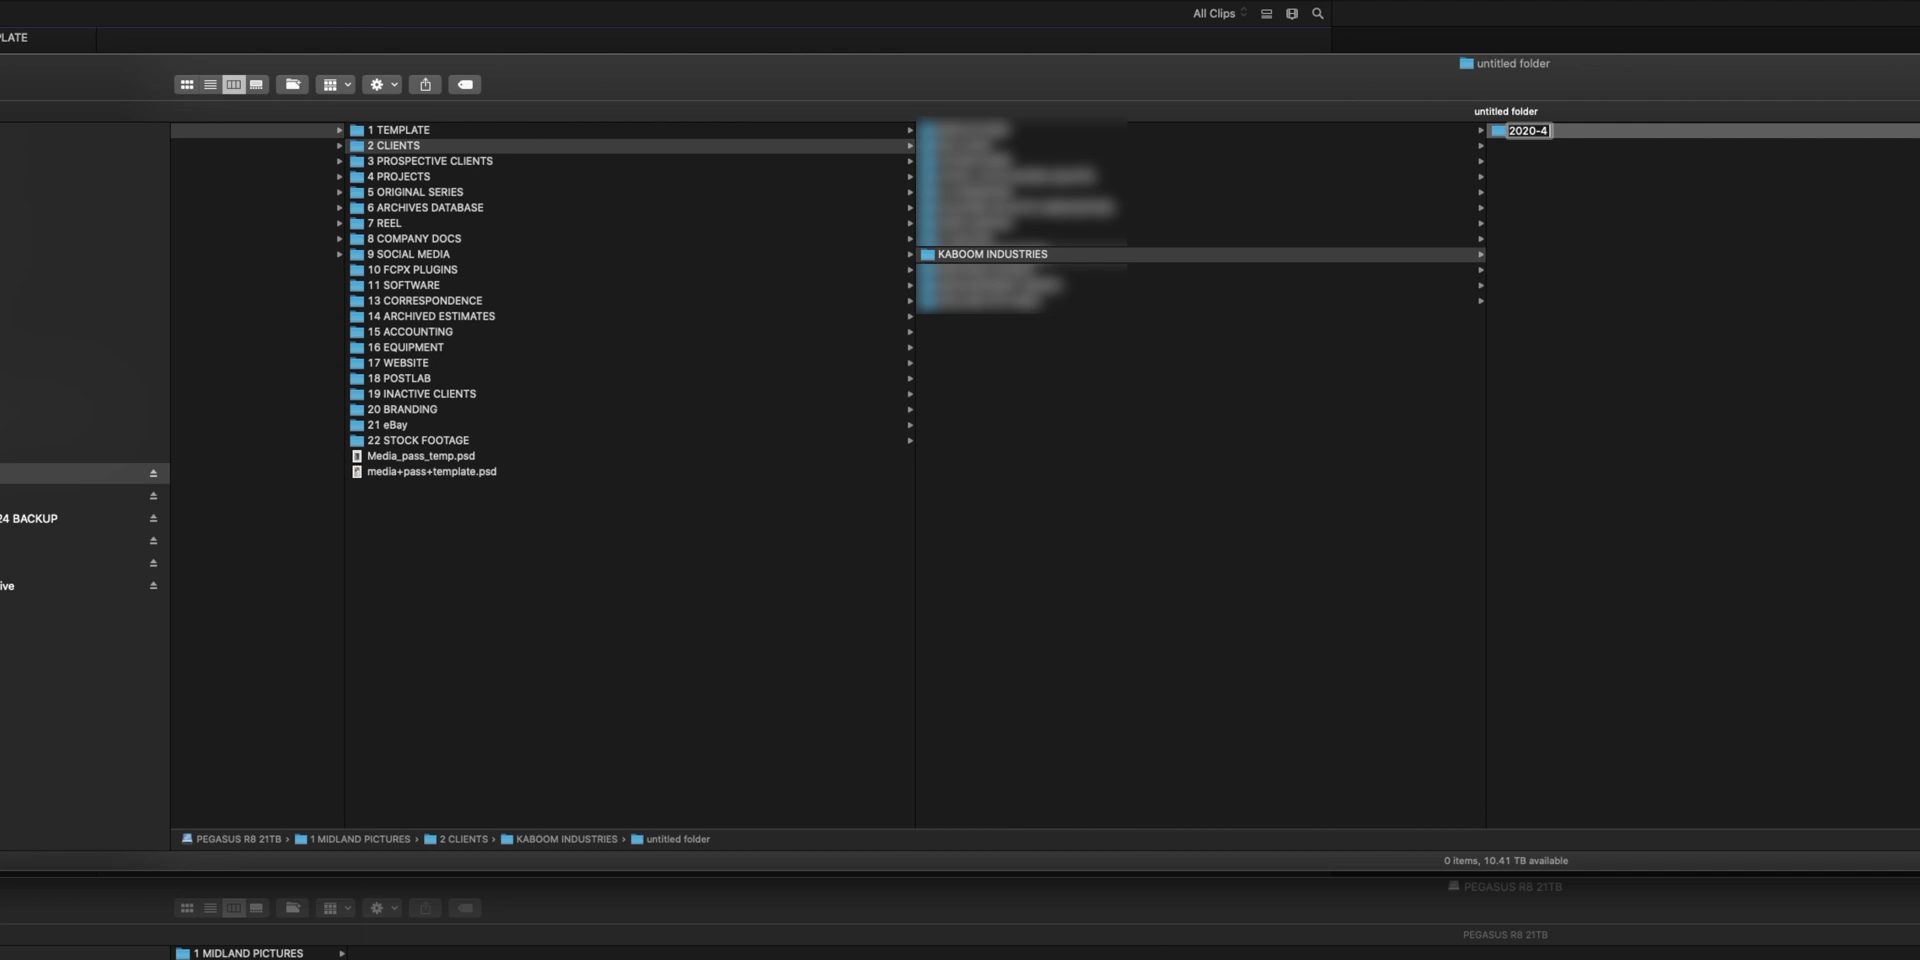 All Clips
LATE
untitled folder
untitled folder
1 TEMPLATE
2 CLIENTS
3 PROSPECTIVE CLIENTS
4 PROJECTS
5 ORIGINAL SERIES
6 ARCHIVES DATABASE
7 REEL
8 COMPANY DOCS
9 SOCIAL MEDIA
10 FCPX PLUGINS
11 SOFTWARE
13 CORRESPONDENCE
14 ARCHIVED ESTIMATES
15 ACCOUNTING
16 EQUIPMENT
17 WEBSITE
18 POSTLAB
19 INACTIVE CLIENTS
20 BRANDING
21 eBay
22 STOCK FOOTAGE
Media_pass_temp.psd
media+pass+template.psd
KABOOM INDUSTRIES
2020-4
24 BACKUP
ive
PEGASUS R8 21TB › 1 MIDLAND PICTURES › 2 CLIENTS › KABOOM INDUSTRIES › untitled folder
0 items, 10.41 TB available
PEGASUS R8 21TB
PEGASUS R8 21TB
1 MIDLAND PICTURES